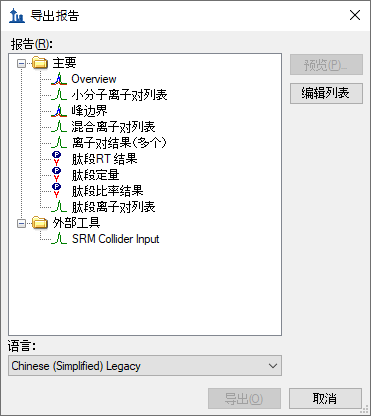 导出报告
报告(R):
主要
Overview
小分子离子对列表
峰边界
混合离子对列表
离子对结果(多个)
肽段RT 结果
肽段定量
肽段比率结果
肽段离子对列表
外部工具
SRM Collider Input
预览(P)...
编辑列表
语言:
Chinese (Simplified) Legacy
导出(O)
取消